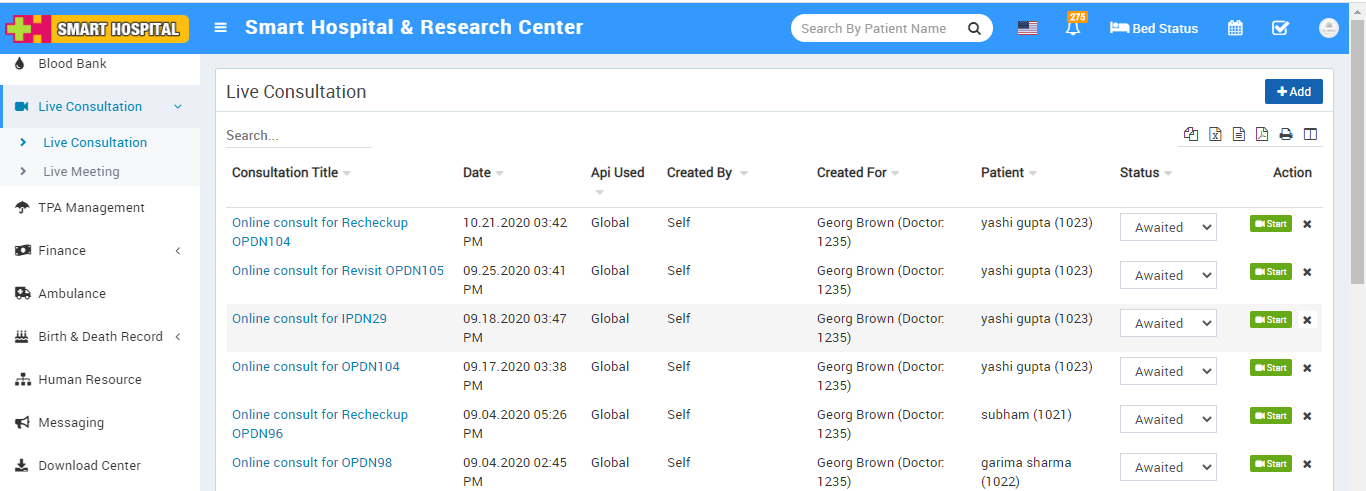 SMART HOSPITAL
Smart Hospital & Research Center
Search By Patient Name
275
Bed Status
Blood Bank
Live Consultation
Live Consultation
Live Meeting
TPA Management
Finance
Ambulance
Birth & Death Record
Human Resource
Messaging
Download Center
Live Consultation
Add
Search...
Consultation Title Date Api Used Created By Created For Patient Status Action
Online consult for Recheckup 10.21.2020 03:42 Global Self Georg Brown (Doctor: yashi gupta (1023) Awaited Start
OPDN104 PM 1235)
Online consult for Revisit OPDN105 09.25.2020 03:41 Global Self Georg Brown (Doctor: yashi gupta (1023) Awaited Start
PM 1235)
Online consult for IPDN29 09.18.2020 03:47 Global Self Georg Brown (Doctor: yashi gupta (1023) Awaited Start
PM 1235)
Online consult for OPDN104 09.17.2020 03:38 Global Self Georg Brown (Doctor: yashi gupta (1023) Awaited Start
PM 1235)
Online consult for Recheckup 09.04.2020 05:26 Global Self Georg Brown (Doctor: subham (1021) Awaited Start
OPDN96 PM 1235)
Online consult for OPDN98 09.04.2020 02:45 Global Self Georg Brown (Doctor: garima sharma Awaited Start
PM 1235) (1022)